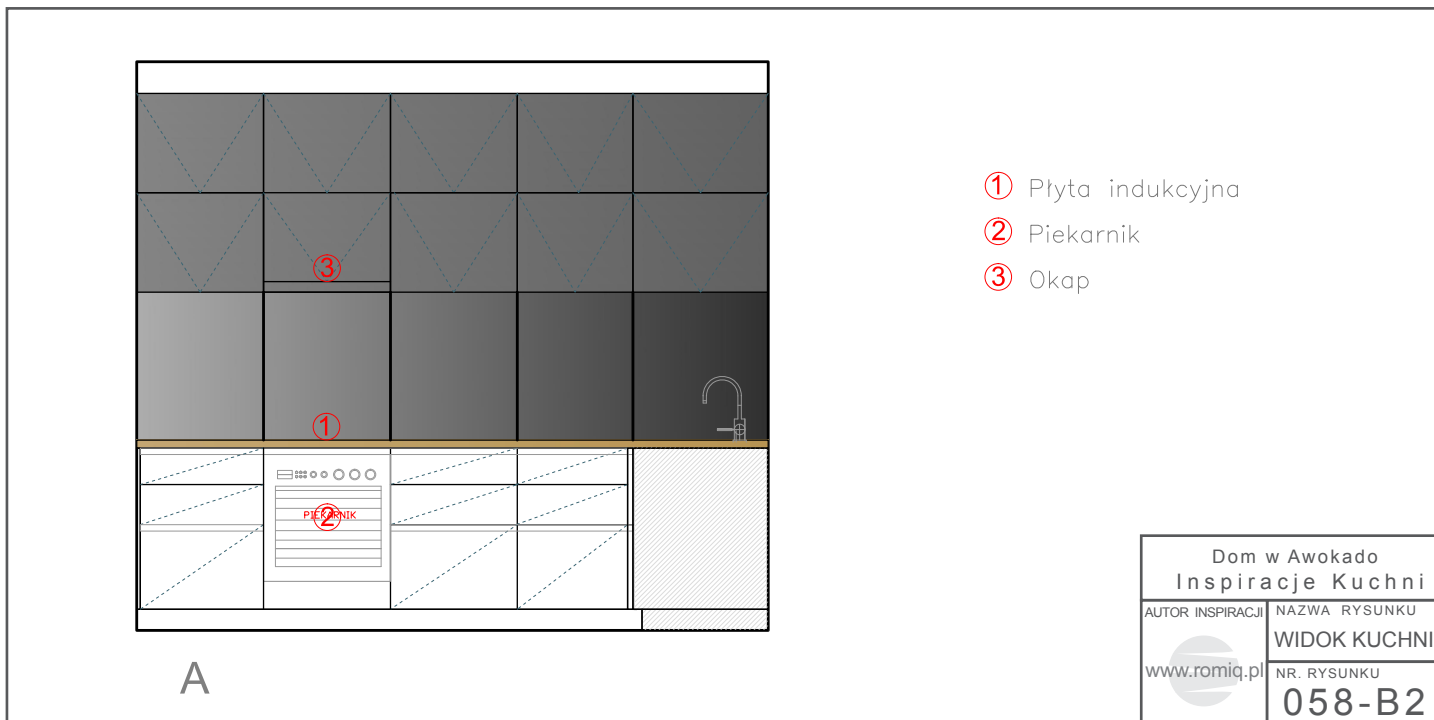 ① Płyta indukcyjna
② Piekarnik
③ Okap
③
①
PIEKARNIK
②
A
Dom w Awokado
Inspiracje Kuchni
AUTOR INSPIRACJI
www.romiq.pl
NAZWA RYSUNKU
WIDOK KUCHNI
NR. RYSUNKU
058-B2